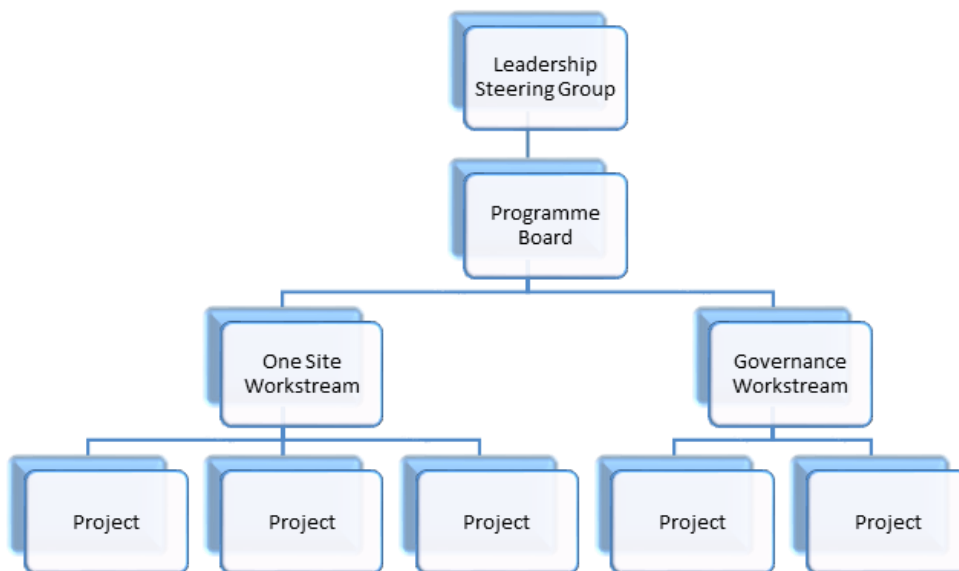 Leadership
Steering Group
Programme
Board
One Site
Workstream
Governance
Workstream
Project
Project
Project
Project
Project